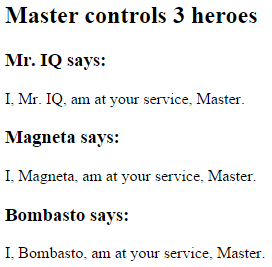 Master controls 3 heroes
Mr. IQ says:
I, Mr. IQ, am at your service, Master.
Magneta says:
I, Magneta, am at your service, Master.
Bombasto says:
I, Bombasto, am at your service, Master.